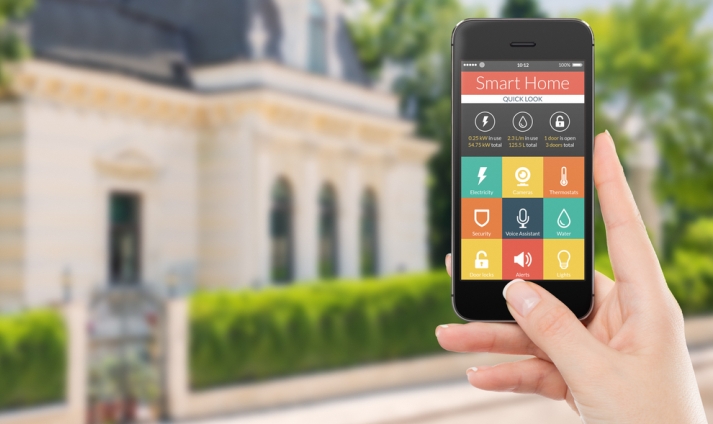 10:12 100%
Smart Home
QUICK LOOK
0.25 kW in use 2.3 L/n in use 1 door is open
54.75 kW total 125.5 L total 3 doors total
Electricity Cameras Thermostats
Security Voice Assistant Water
Door locks Alerts Lights